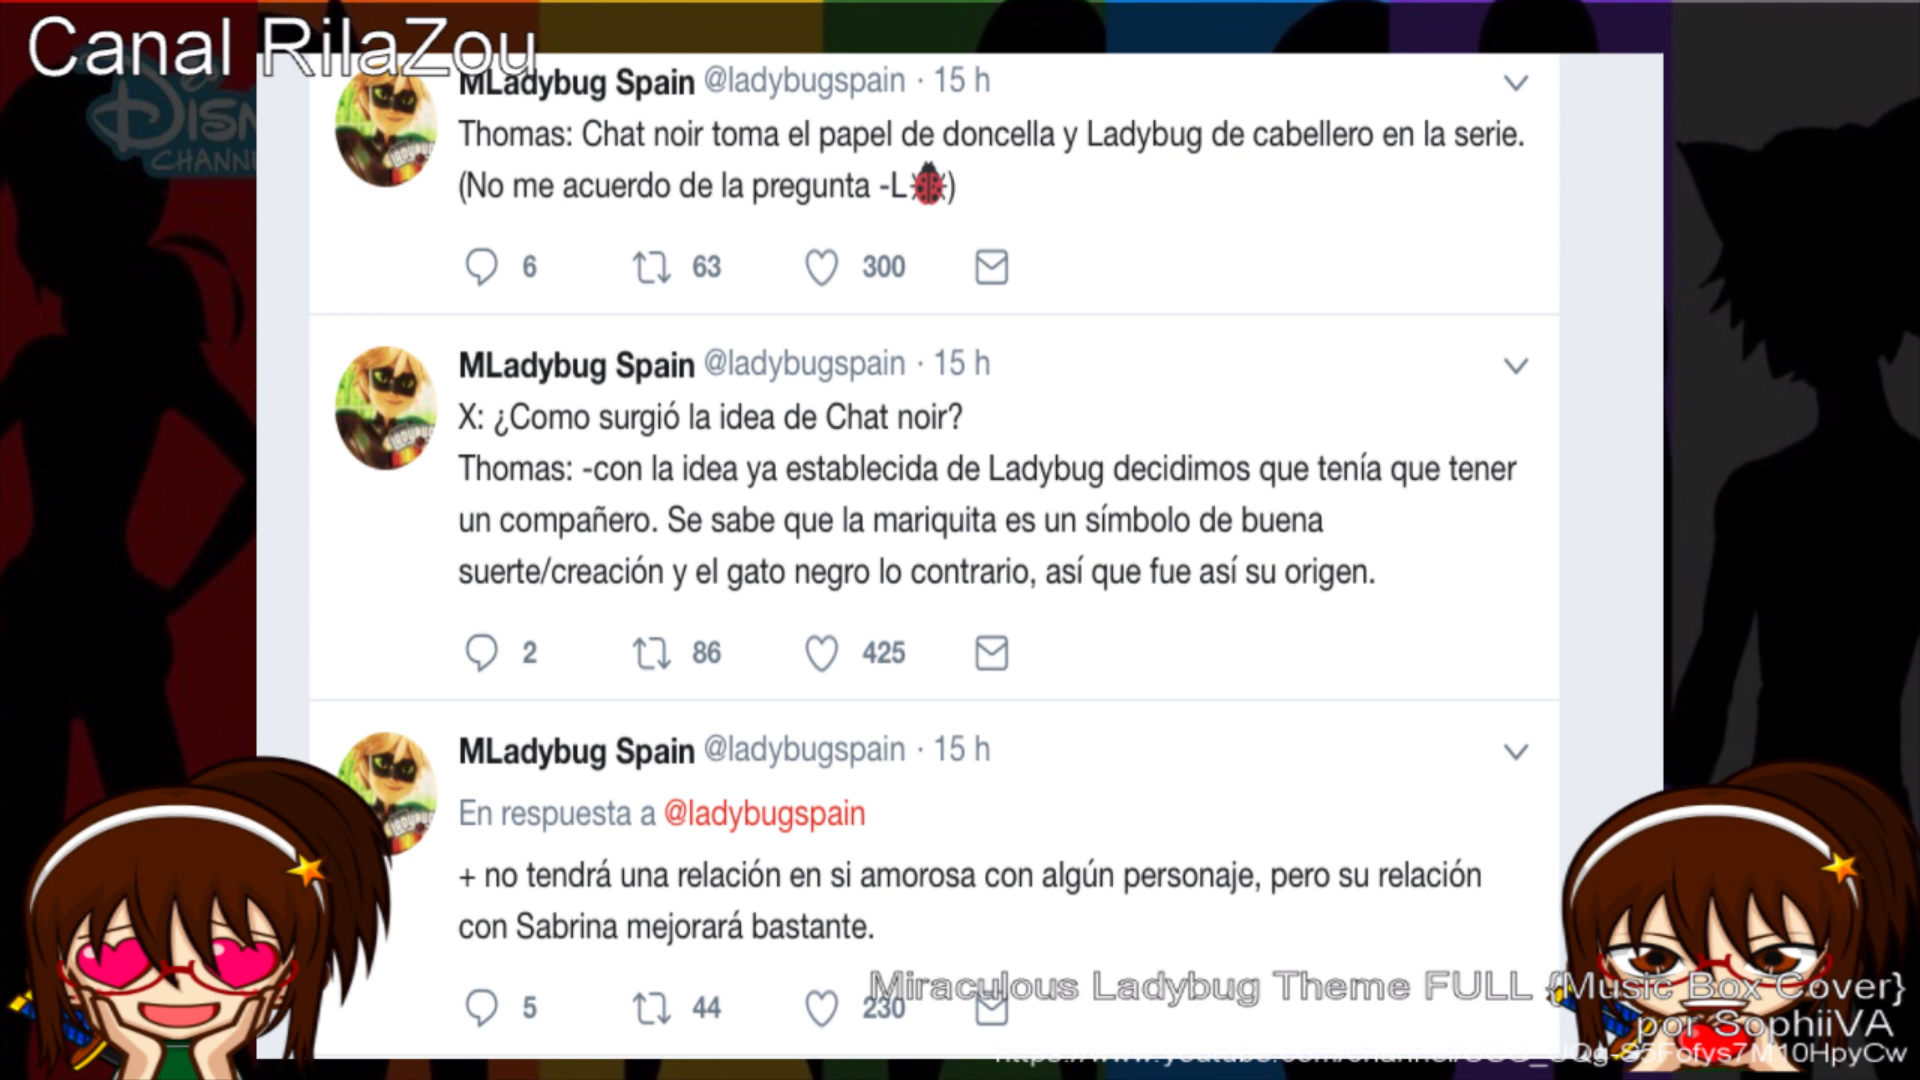 Canal RilaZou
DISN
CHANNE
MLadybug Spain @ladybugspain · 15 h
Thomas: Chat noir toma el papel de doncella y Ladybug de cabellero en la serie.
(No me acuerdo de la pregunta -L🐞)
6 63 300
MLadybug Spain @ladybugspain · 15 h
X: ¿Como surgió la idea de Chat noir?
Thomas: -con la idea ya establecida de Ladybug decidimos que tenía que tener
un compañero. Se sabe que la mariquita es un símbolo de buena
suerte/creación y el gato negro lo contrario, así que fue así su origen.
2 86 425
MLadybug Spain @ladybugspain · 15 h
En respuesta a @ladybugspain
+ no tendrá una relación en si amorosa con algún personaje, pero su relación
con Sabrina mejorará bastante.
5 44 230
Miraculous Ladybug Theme FULL {Music Box Cover}
por SophiiVA